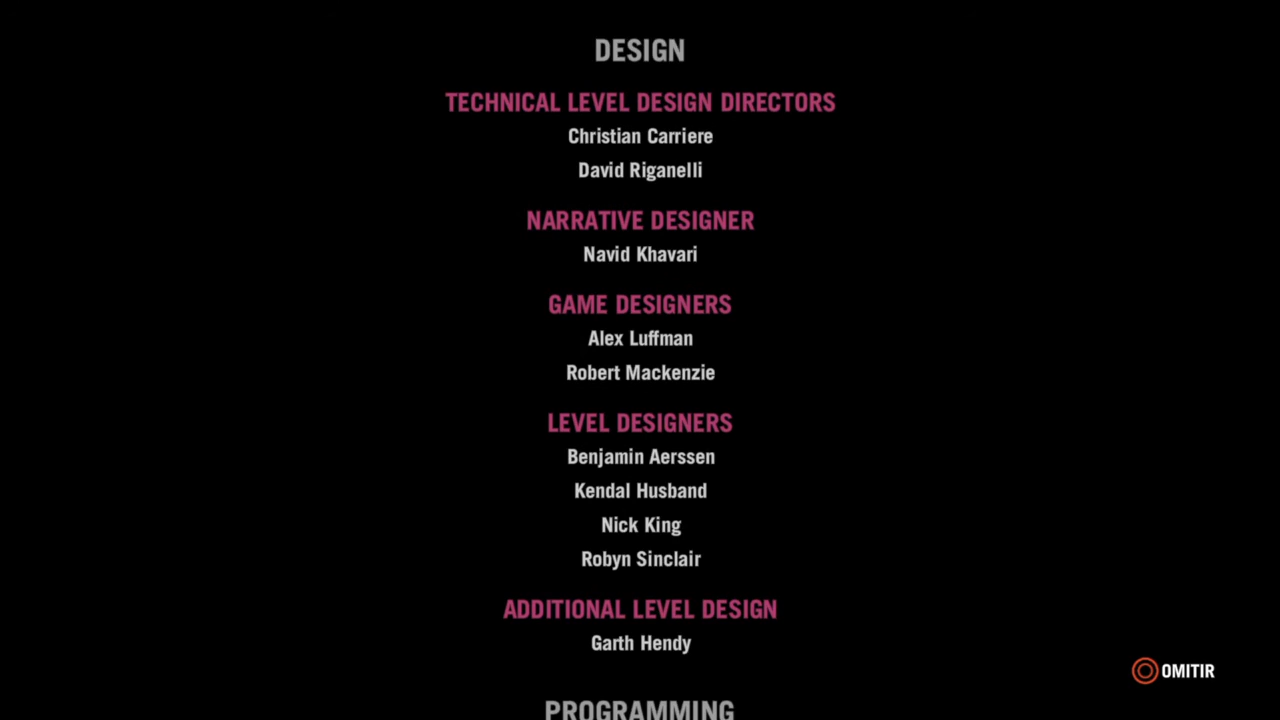 DESIGN
TECHNICAL LEVEL DESIGN DIRECTORS
Christian Carriere
David Riganelli
NARRATIVE DESIGNER
Navid Khavari
GAME DESIGNERS
Alex Luffman
Robert Mackenzie
LEVEL DESIGNERS
Benjamin Aerssen
Kendal Husband
Nick King
Robyn Sinclair
ADDITIONAL LEVEL DESIGN
Garth Hendy
OMITIR
PROGRAMMING